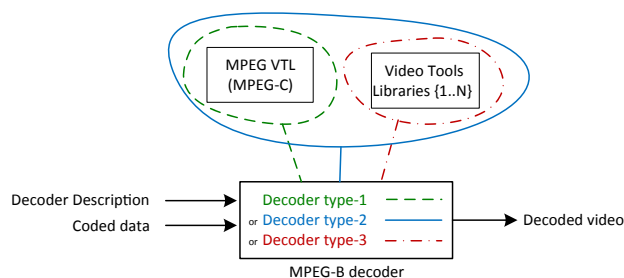 MPEG VTL
(MPEG-C)
Video Tools
Libraries {1..N}
Decoder Description
Coded data
Decoder type-1
or Decoder type-2
or Decoder type-3
Decoded video
MPEG-B decoder